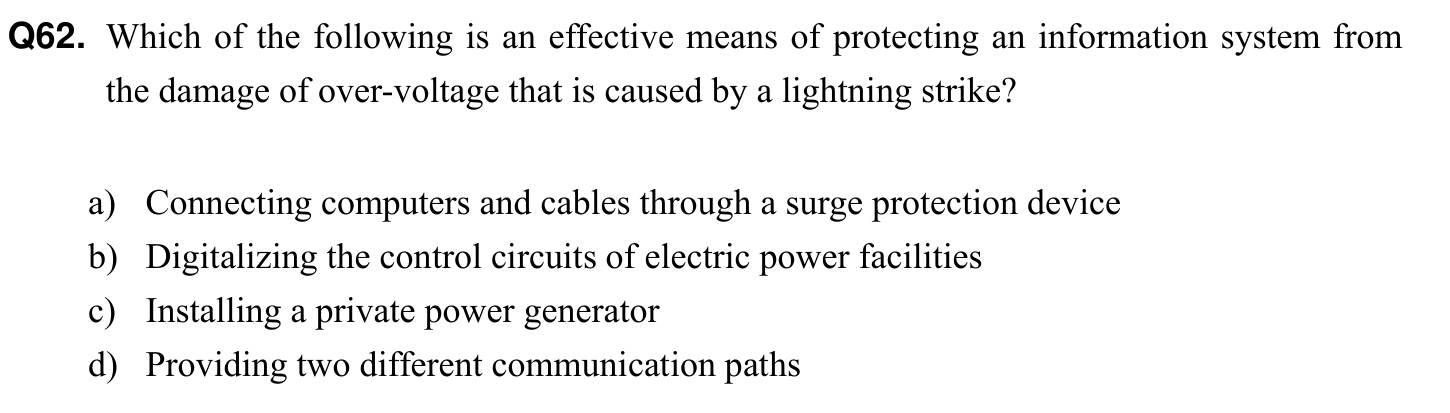 Q62. Which of the following is an effective means of protecting an information system from
the damage of over-voltage that is caused by a lightning strike?
a) Connecting computers and cables through a surge protection device
b) Digitalizing the control circuits of electric power facilities
c) Installing a private power generator
d) Providing two different communication paths